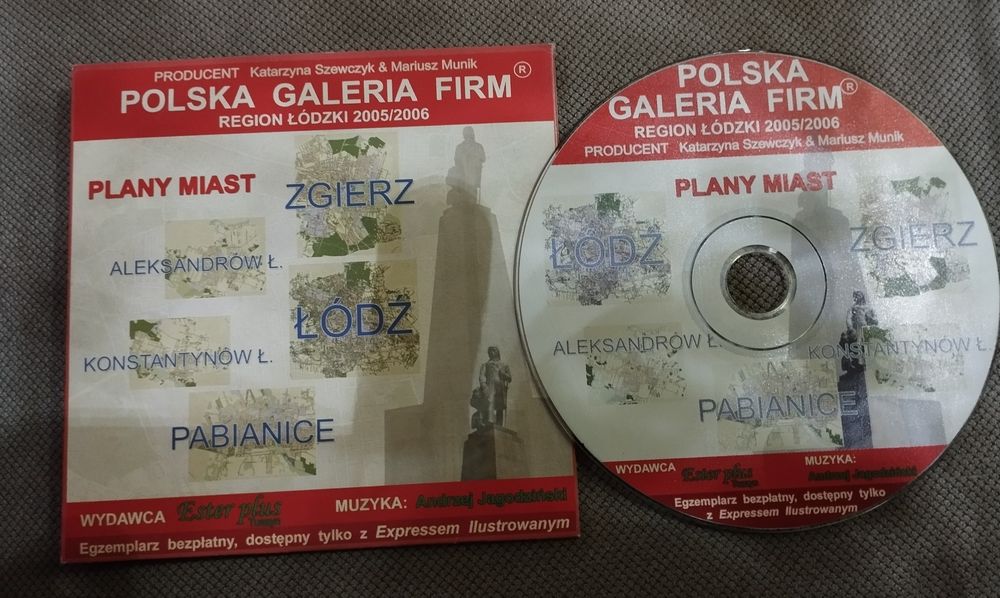 PRODUCENT Katarzyna Szewczyk & Mariusz Munik
POLSKA GALERIA FIRM®
REGION ŁÓDZKI 2005/2006
PLANY MIAST
ZGIERZ
ALEKSANDRÓW Ł.
ŁÓDŹ
KONSTANTYNÓW Ł.
PABIANICE
WYDAWCA Ester plus
Tuszyn
MUZYKA: Andrzej Jagodziński
Egzemplarz bezpłatny, dostępny tylko z Expressem Ilustrowanym
POLSKA
GALERIA FIRM®
REGION ŁÓDZKI 2005/2006
PRODUCENT Katarzyna Szewczyk & Mariusz Munik
PLANY MIAST
ŁÓDŹ
ZGIERZ
ALEKSANDRÓW Ł.
KONSTANTYNÓW Ł.
PABIANICE
WYDAWCA Ester plus
Tuszyn
MUZYKA:
Andrzej Jagodziński
Egzemplarz bezpłatny, dostępny tylko
z Expressem Ilustrowanym